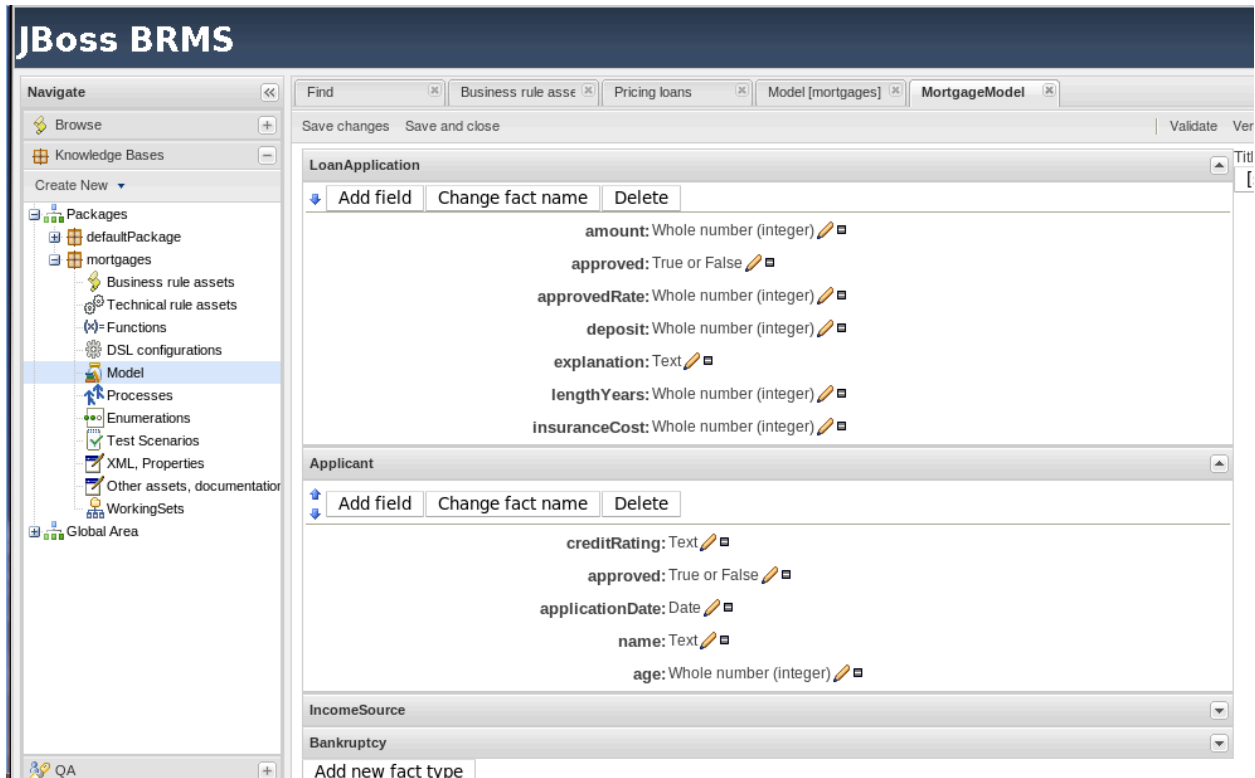 JBoss BRMS
Navigate
Browse
Knowledge Bases
Create New
Packages
defaultPackage
mortgages
Business rule assets
Technical rule assets
Functions
DSL configurations
Model
Processes
Enumerations
Test Scenarios
XML, Properties
Other assets, documentation
WorkingSets
Global Area
QA
Find Business rule asse Pricing loans Model [mortgages] MortgageModel
Save changes Save and close Validate Ver
Titl
LoanApplication
Add field Change fact name Delete
amount: Whole number (integer)
approved: True or False
approvedRate: Whole number (integer)
deposit: Whole number (integer)
explanation: Text
lengthYears: Whole number (integer)
insuranceCost: Whole number (integer)
Applicant
Add field Change fact name Delete
creditRating: Text
approved: True or False
applicationDate: Date
name: Text
age: Whole number (integer)
IncomeSource
Bankruptcy
Add new fact type